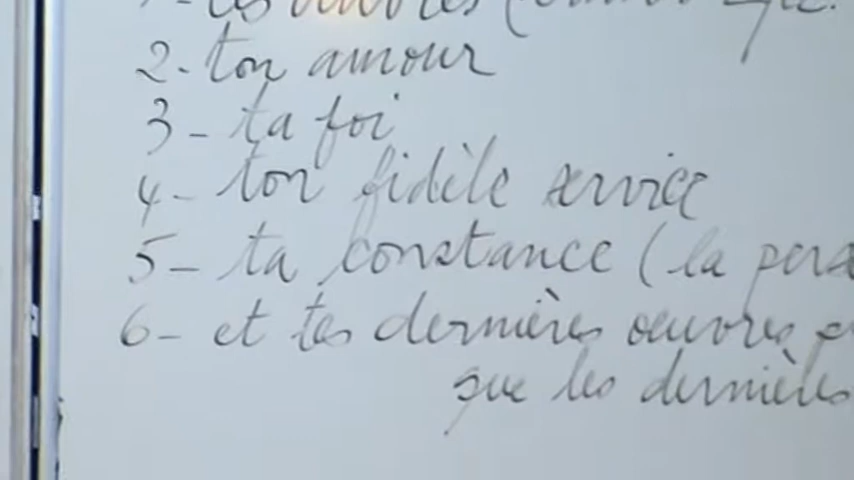 2- ton amour
3- ta foi
4- ton fidèle service
5- ta constance (la
6- et tes dernières oeuvres
que les dernières